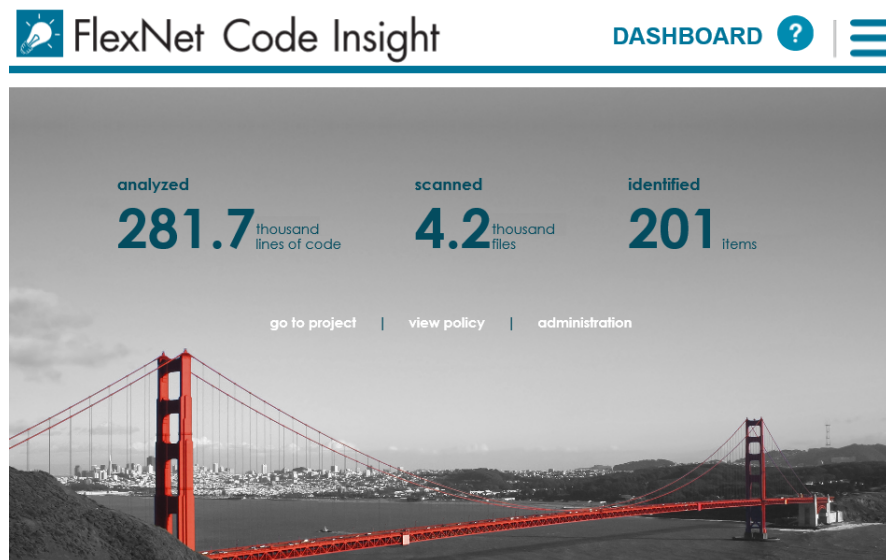 FlexNet Code Insight
DASHBOARD ?
analyzed
281.7 thousand
lines of code
scanned
4.2 thousand
files
identified
201 items
go to project | view policy | administration